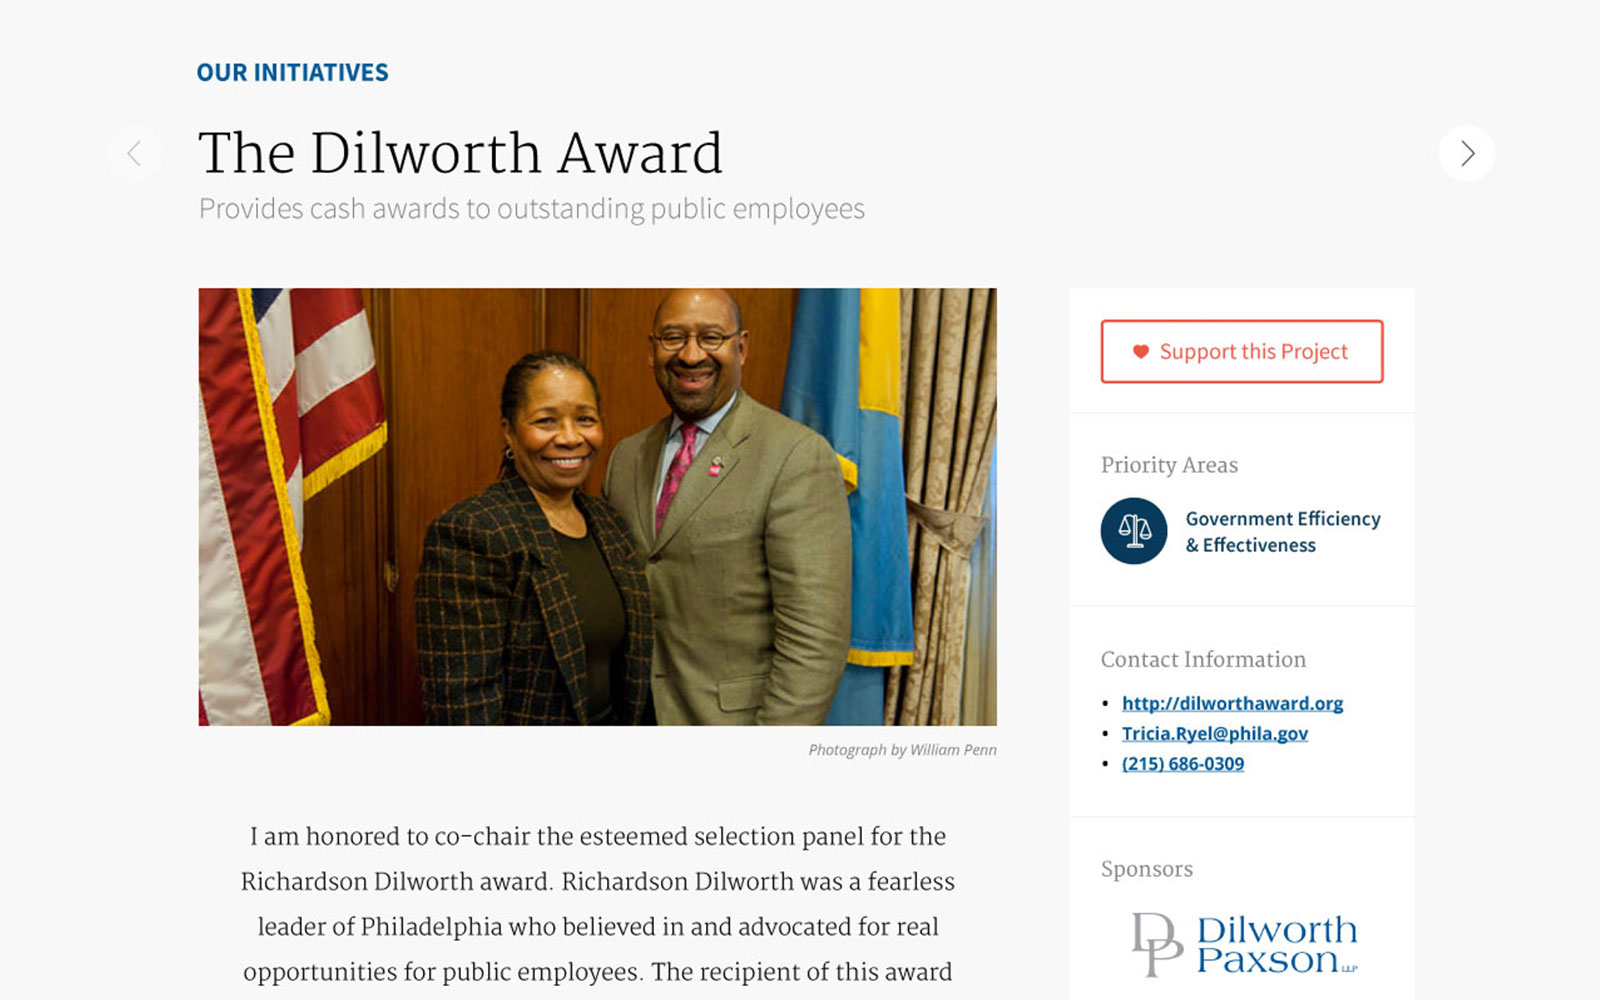 OUR INITIATIVES
The Dilworth Award
Provides cash awards to outstanding public employees
Photograph by William Penn
I am honored to co-chair the esteemed selection panel for the
Richardson Dilworth award. Richardson Dilworth was a fearless
leader of Philadelphia who believed in and advocated for real
opportunities for public employees. The recipient of this award
Support this Project
Priority Areas
Government Efficiency
& Effectiveness
Contact Information
http://dilworthaward.org
Tricia.Ryel@phila.gov
(215) 686-0309
Sponsors
DP
Dilworth
Paxson LLP